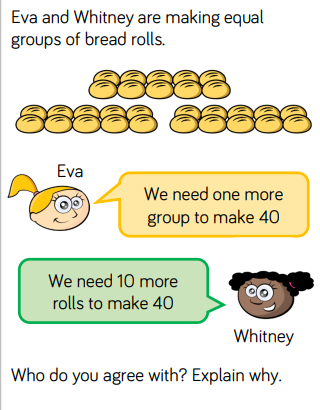 Eva and Whitney are making equal
groups of bread rolls.
Eva
We need one more
group to make 40
We need 10 more
rolls to make 40
Whitney
Who do you agree with? Explain why.